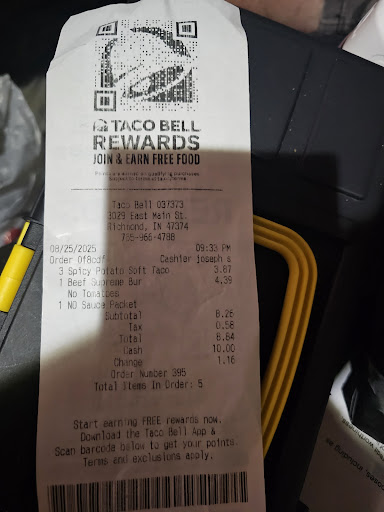 TACO BELL
REWARDS
JOIN & EARN FREE FOOD
Taco Bell 037373
3029 East Main St.
Richmond, IN 47374
765-966-4788
08/25/2025 09:33 PM
Order 0f8cdf Cashier joseph s
3 Spicy Potato Soft Taco 3.87
1 Beef Supreme Bur 4.39
No Tomatoes
1 NO Sauce Packet
Subtotal 8.26
Tax 0.58
Total 8.84
Cash 10.00
Change 1.16
Order Number 395
Total Items In Order: 5
Start earning FREE rewards now.
Download the Taco Bell App &
Scan barcode below to get your points.
Terms and exclusions apply.